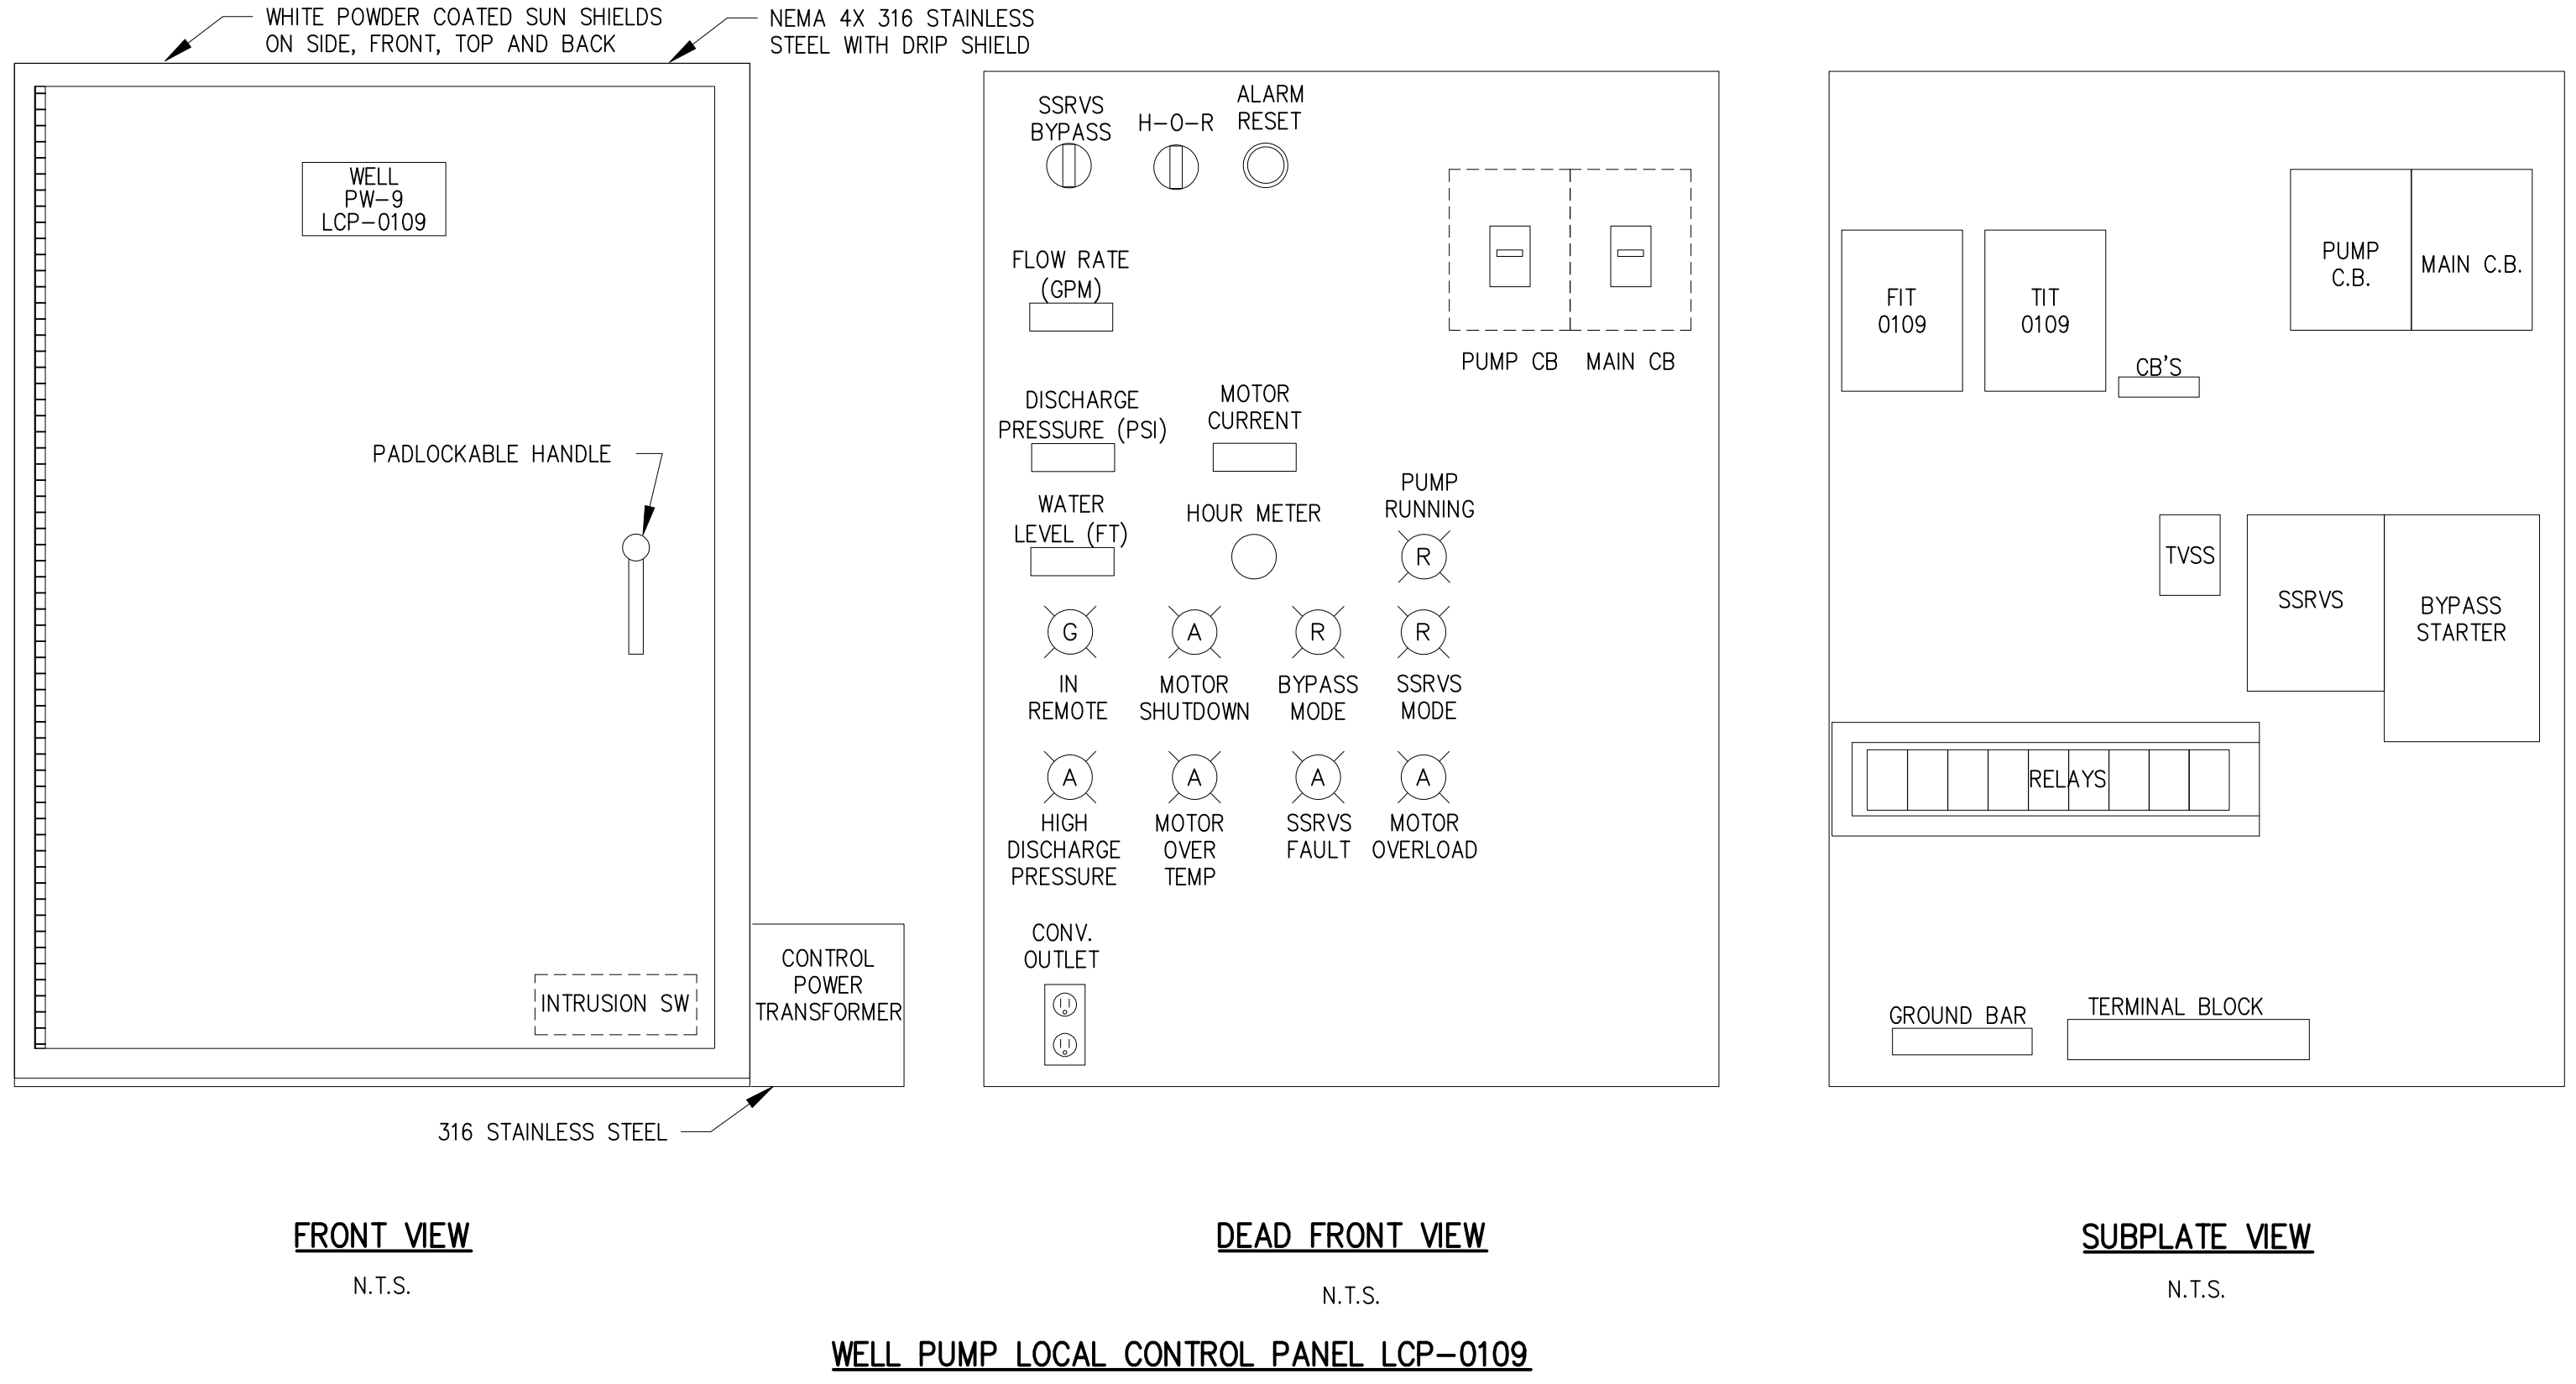 WHITE POWDER COATED SUN SHIELDS
ON SIDE, FRONT, TOP AND BACK
NEMA 4X 316 STAINLESS
STEEL WITH DRIP SHIELD
WELL
PW-9
LCP-0109
PADLOCKABLE HANDLE
INTRUSION SW
CONTROL
POWER
TRANSFORMER
316 STAINLESS STEEL
FRONT VIEW
N.T.S.
SSRVS
BYPASS
H-O-R
ALARM
RESET
FLOW RATE
(GPM)
PUMP CB
MAIN CB
DISCHARGE
PRESSURE (PSI)
MOTOR
CURRENT
WATER
LEVEL (FT)
HOUR METER
PUMP
RUNNING
R
G
A
R
R
IN
REMOTE
MOTOR
SHUTDOWN
BYPASS
MODE
SSRVS
MODE
A
A
A
A
HIGH
DISCHARGE
PRESSURE
MOTOR
OVER
TEMP
SSRVS
FAULT
MOTOR
OVERLOAD
CONV.
OUTLET
DEAD FRONT VIEW
N.T.S.
PUMP
C.B.
MAIN C.B.
FIT
0109
TIT
0109
CB'S
TVSS
SSRVS
BYPASS
STARTER
RELAYS
GROUND BAR
TERMINAL BLOCK
SUBPLATE VIEW
N.T.S.
WELL PUMP LOCAL CONTROL PANEL LCP-0109